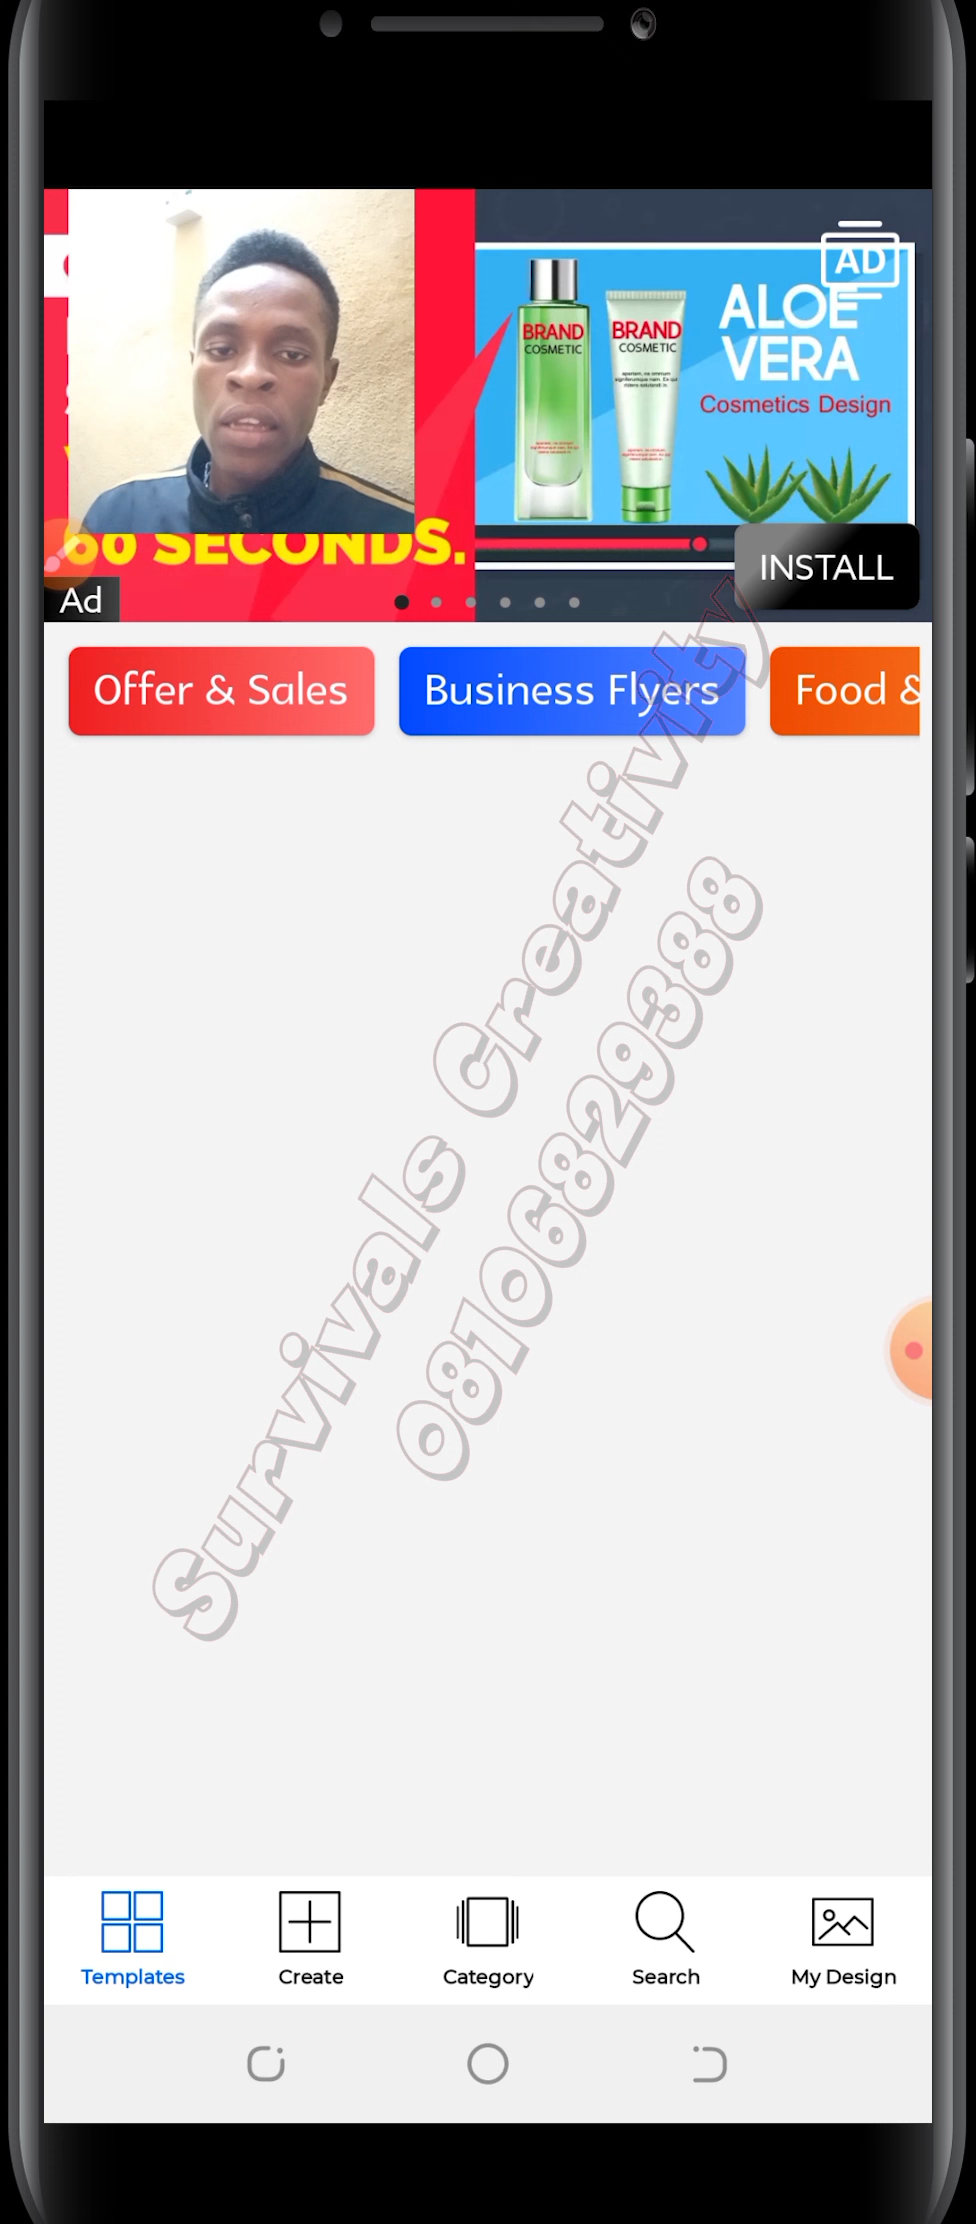 AD
BRAND
COSMETIC
BRAND
COSMETIC
ALOE
VERA
Cosmetics Design
60 SECONDS.
INSTALL
Ad
Offer & Sales
Business Flyers
Food &
Survivals Creativity
08106829388
Templates
Create
Category
Search
My Design